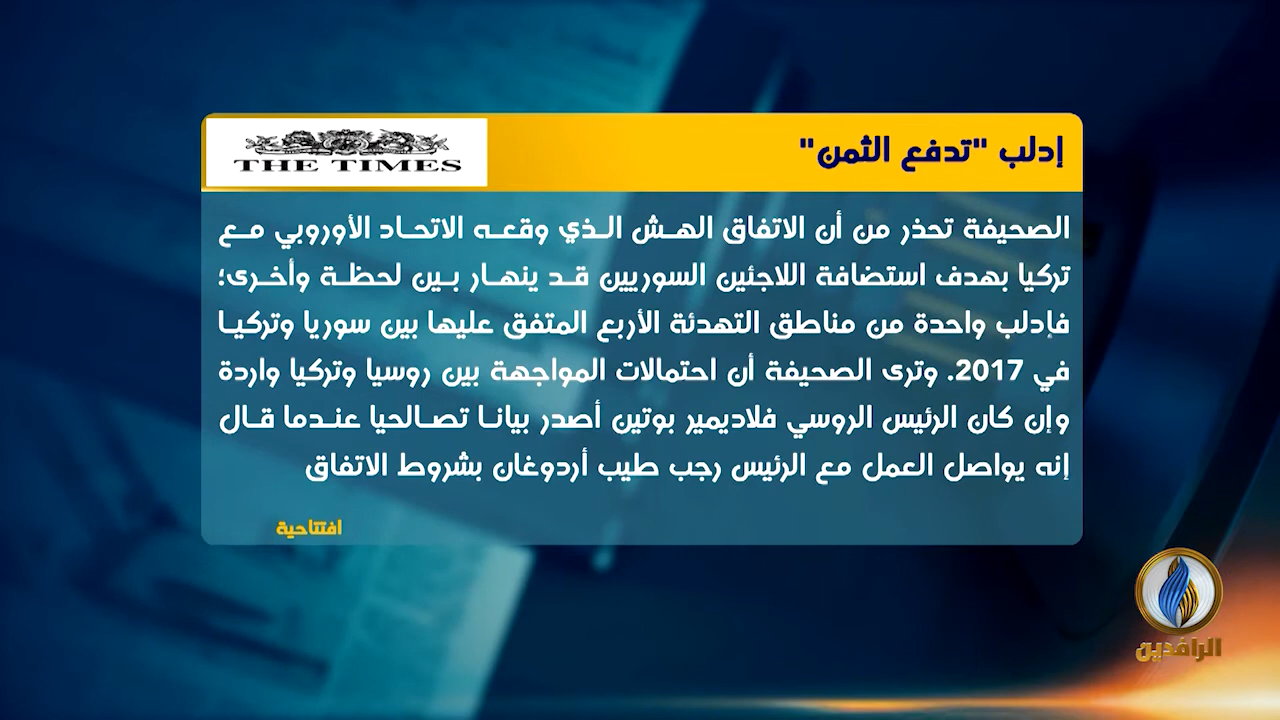 إدلب "تدفع الثمن"
THE TIMES
الصحيفة تحذر من أن الاتفاق الهش الذي وقعه الاتحاد الأوروبي مع
تركيا بهدف استضافة اللاجئين السوريين قد ينهار بين لحظة وأخرى؛
فإدلب واحدة من مناطق التهدئة الأربع المتفق عليها بين سوريا وتركيا
في 2017. وترى الصحيفة أن احتمالات المواجهة بين روسيا وتركيا واردة
وإن كان الرئيس الروسي فلاديمير بوتين أصدر بيانا تصالحيا عندما قال
إنه يواصل العمل مع الرئيس رجب طيب أردوغان بشروط الاتفاق
افتتاحية
الرافدين